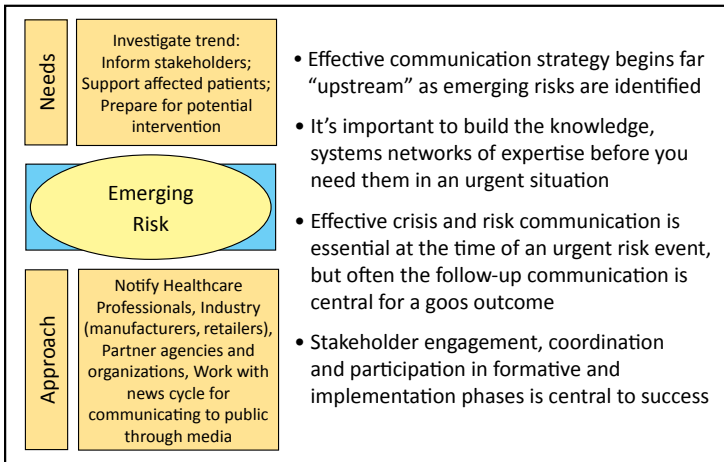 Needs
Investigate trend:
Inform stakeholders;
Support affected patients;
Prepare for potential
intervention
Emerging
Risk
Approach
Notify Healthcare
Professionals, Industry
(manufacturers, retailers),
Partner agencies and
organizations, Work with
news cycle for
communicating to public
through media
• Effective communication strategy begins far
“upstream” as emerging risks are identified
• It’s important to build the knowledge,
systems networks of expertise before you
need them in an urgent situation
• Effective crisis and risk communication is
essential at the time of an urgent risk event,
but often the follow-up communication is
central for a goos outcome
• Stakeholder engagement, coordination
and participation in formative and
implementation phases is central to success